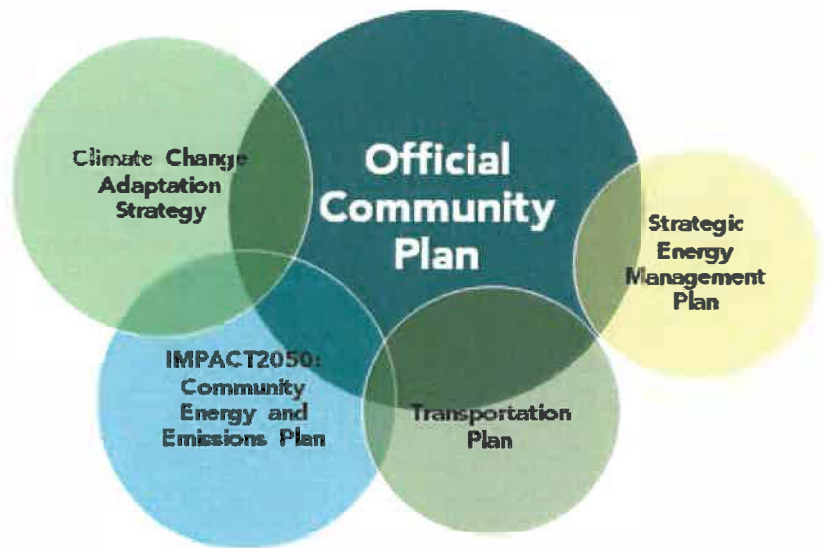 Official
Community
Plan
Climate Change
Adaptation
Strategy
Strategic
Energy
Management
Plan
IMPACT2050:
Community
Energy and
Emissions Plan
Transportation
Plan